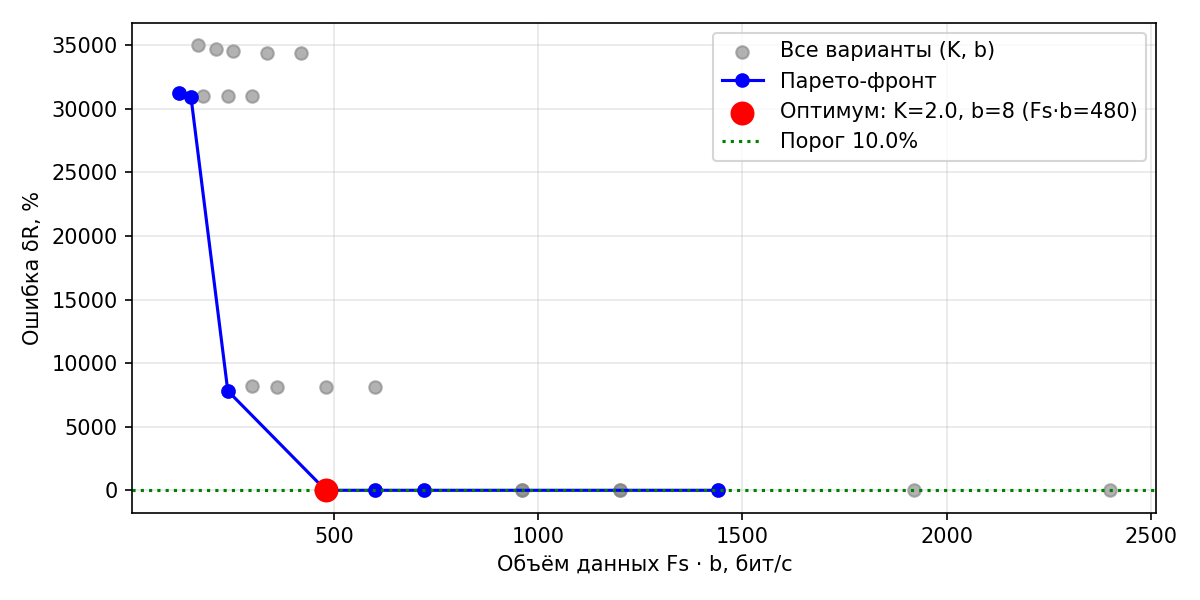 35000
30000
25000
20000
15000
10000
5000
0
Ошибка δR, %
Все варианты (K, b)
Парето-фронт
Оптимум: K=2.0, b=8 (Fs·b=480)
Порог 10.0%
500 1000 1500 2000 2500
Объём данных Fs · b, бит/с